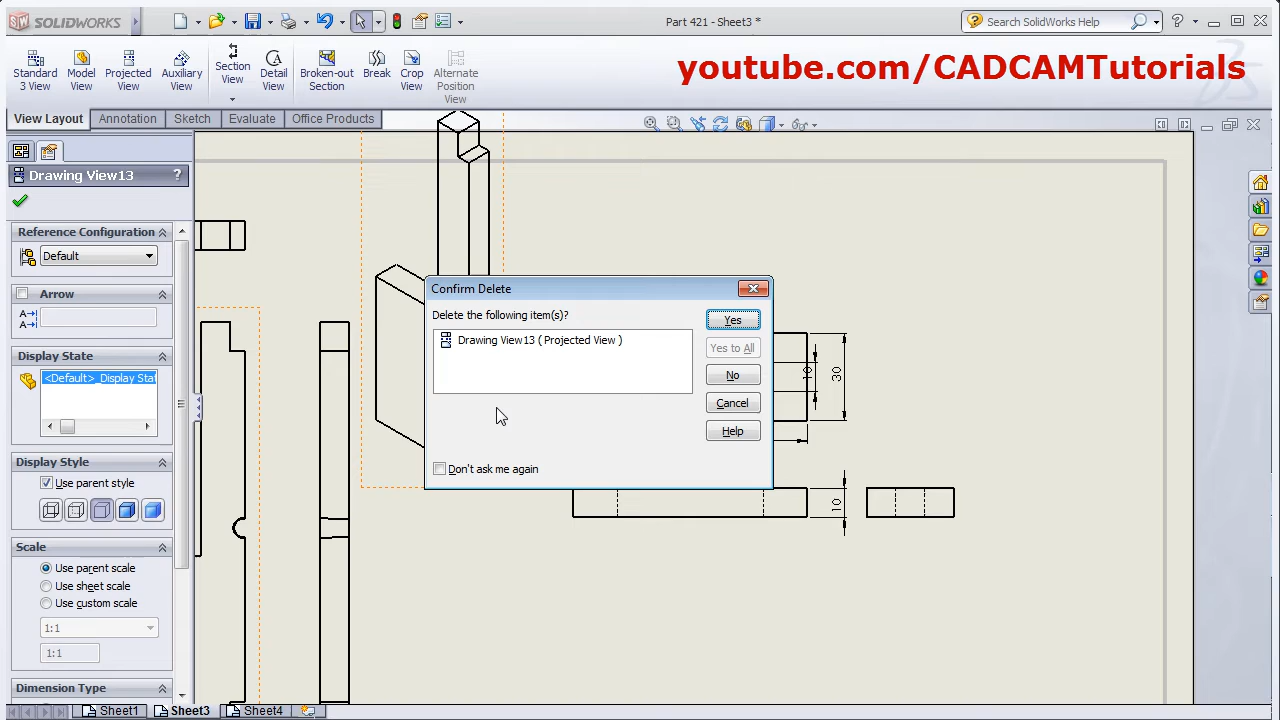 SOLIDWORKS
Part 421 - Sheet3 *
Search SolidWorks Help
?
Standard 3 View
Model View
Projected View
Auxiliary View
Section View
Detail View
Broken-out Section
Break
Crop View
Alternate Position View
youtube.com/CADCAMTutorials
View Layout
Annotation
Sketch
Evaluate
Office Products
Drawing View13
?
Reference Configuration
Default
Arrow
Display State
<Default>_Display Stat
Display Style
Use parent style
Scale
Use parent scale
Use sheet scale
Use custom scale
1:1
1:1
Dimension Type
Confirm Delete
Delete the following item(s)?
Drawing View13 ( Projected View )
Yes
Yes to All
No
Cancel
Help
Don't ask me again
10
30
10
Sheet1
Sheet3
Sheet4